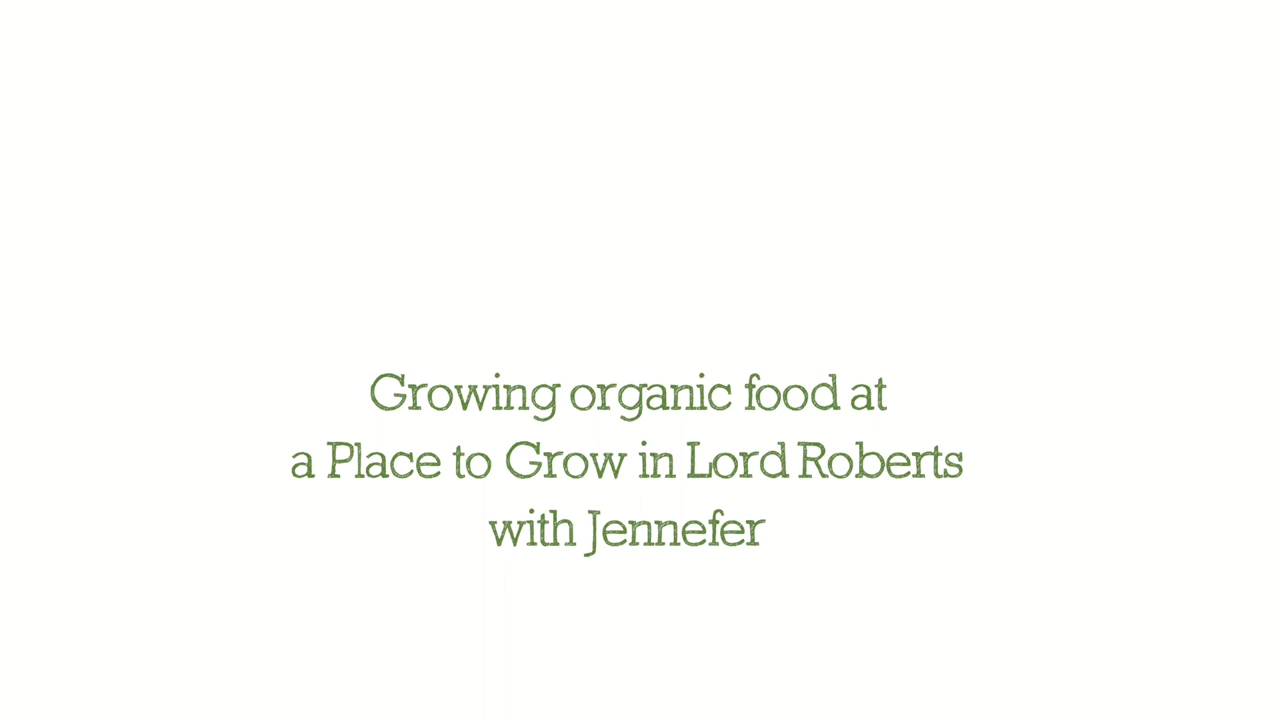 Growing organic food at
a Place to Grow in Lord Roberts
with Jennefer